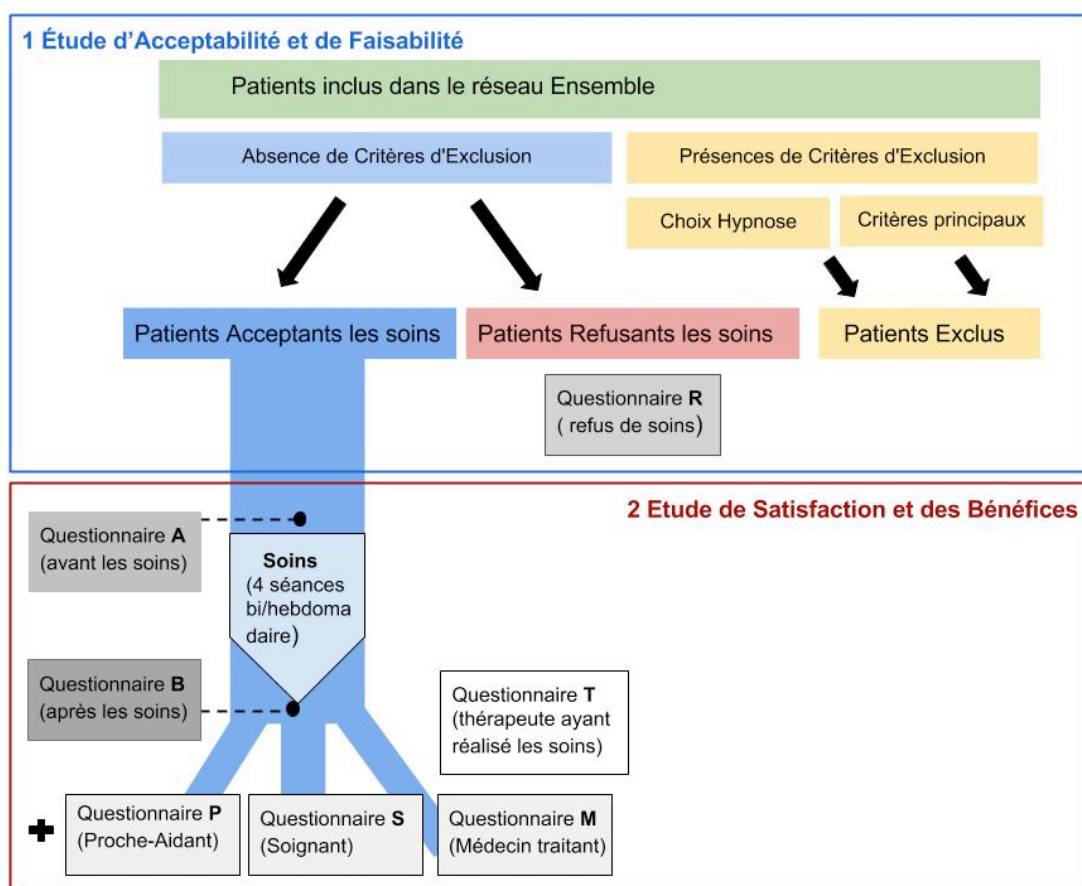 1 Étude d'Acceptabilité et de Faisabilité
Patients inclus dans le réseau Ensemble
Absence de Critères d'Exclusion
Présences de Critères d'Exclusion
Choix Hypnose
Critères principaux
Patients Acceptants les soins
Patients Refusants les soins
Patients Exclus
Questionnaire R
( refus de soins)
2 Etude de Satisfaction et des Bénéfices
Questionnaire A
(avant les soins)
Soins
(4 séances
bi/hebdoma
daire)
Questionnaire B
(après les soins)
Questionnaire T
(thérapeute ayant
réalisé les soins)
Questionnaire P
(Proche-Aidant)
Questionnaire S
(Soignant)
Questionnaire M
(Médecin traitant)